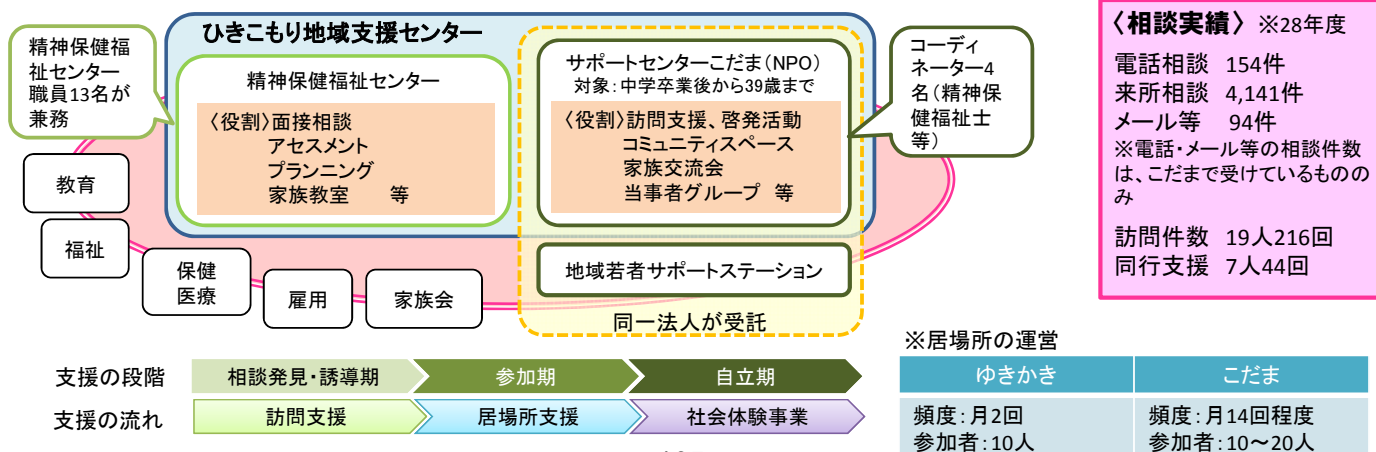 ひきこもり地域支援センター
精神保健福
祉センター
職員13名が
兼務
精神保健福祉センター
〈役割〉面接相談
アセスメント
プランニング
家族教室 等
サポートセンターこだま(NPO)
対象:中学卒業後から39歳まで
〈役割〉訪問支援、啓発活動
コミュニティスペース
家族交流会
当事者グループ 等
コーディ
ネーター4
名(精神保
健福祉士
等)
教育
福祉
保健
医療
雇用
家族会
地域若者サポートステーション
同一法人が受託
〈相談実績〉 ※28年度
電話相談 154件
来所相談 4,141件
メール等 94件
※電話・メール等の相談件数
は、こだまで受けているものの
み
訪問件数 19人216回
同行支援 7人44回
支援の段階 相談発見・誘導期 参加期 自立期
支援の流れ 訪問支援 居場所支援 社会体験事業
※居場所の運営
ゆきかき こだま
頻度:月2回 頻度:月14回程度
参加者:10人 参加者:10~20人